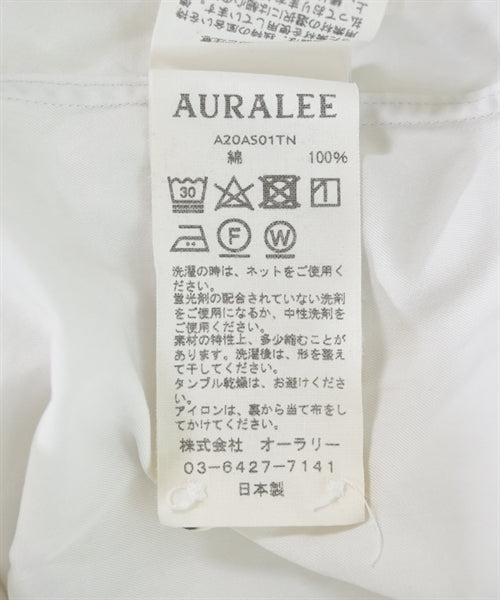 AURALEE
A20AS01TN
綿 100%
30
F W
洗濯の時は、ネットをご使用く
ださい。
蛍光剤の配合されていない洗剤
をご使用になるか、中性洗剤を
ご使用ください。
素材の特性上、多少縮むことが
あります。洗濯後は、形を整え
て干してください。
タンブル乾燥は、お避けくださ
い。
アイロンは、裏から当て布をし
てかけてください。
株式会社 オーラリー
03-6427-7141
日本製